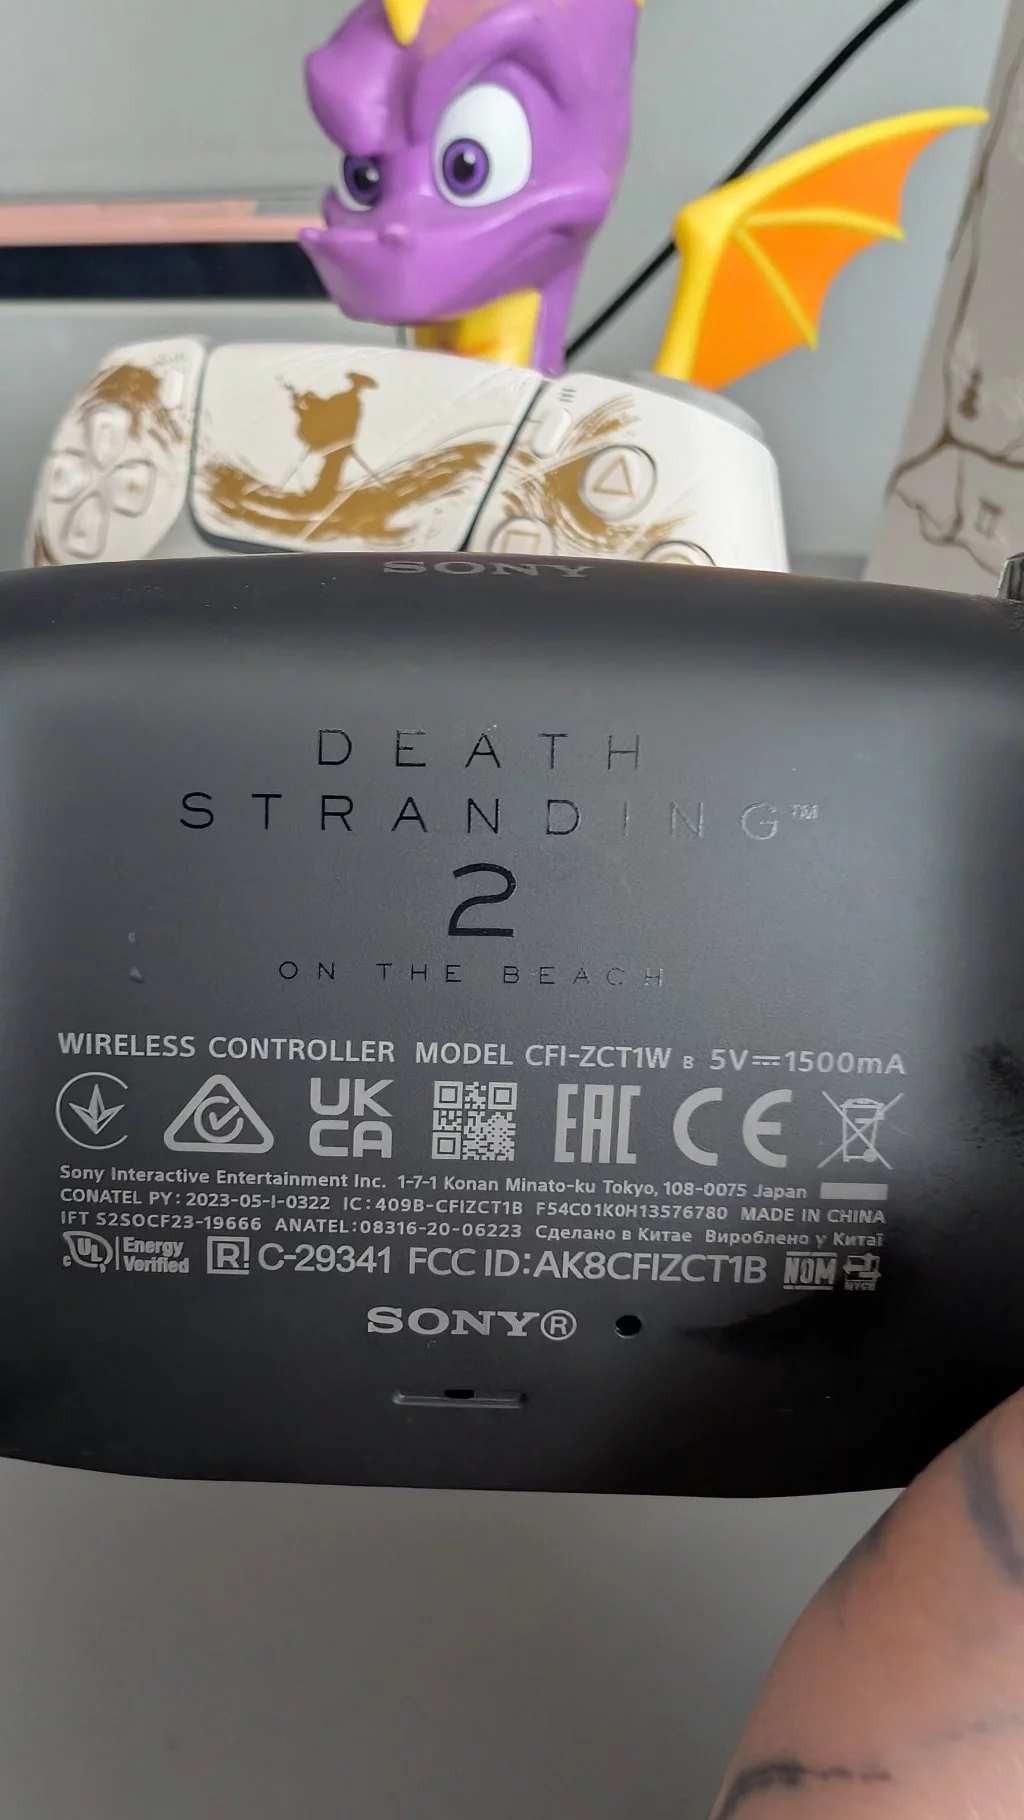 SONY
DEATH
STRANDING™
2
ON THE BEACH
WIRELESS CONTROLLER MODEL CFI-ZCT1W B 5V⎓1500mA
UK
CA
EAC
CE
Sony Interactive Entertainment Inc. 1-7-1 Konan Minato-ku Tokyo, 108-0075 Japan
CONATEL PY: 2023-05-I-0322 IC: 409B-CFIZCT1B F54C01K0H13576780 MADE IN CHINA
IFT S2SOCF23-19666 ANATEL:08316-20-06223 Сделано в Китае Вироблено у Китаї
c UL Energy Verified R! C-29341 FCC ID:AK8CFIZCT1B NOM NYCE
SONY®